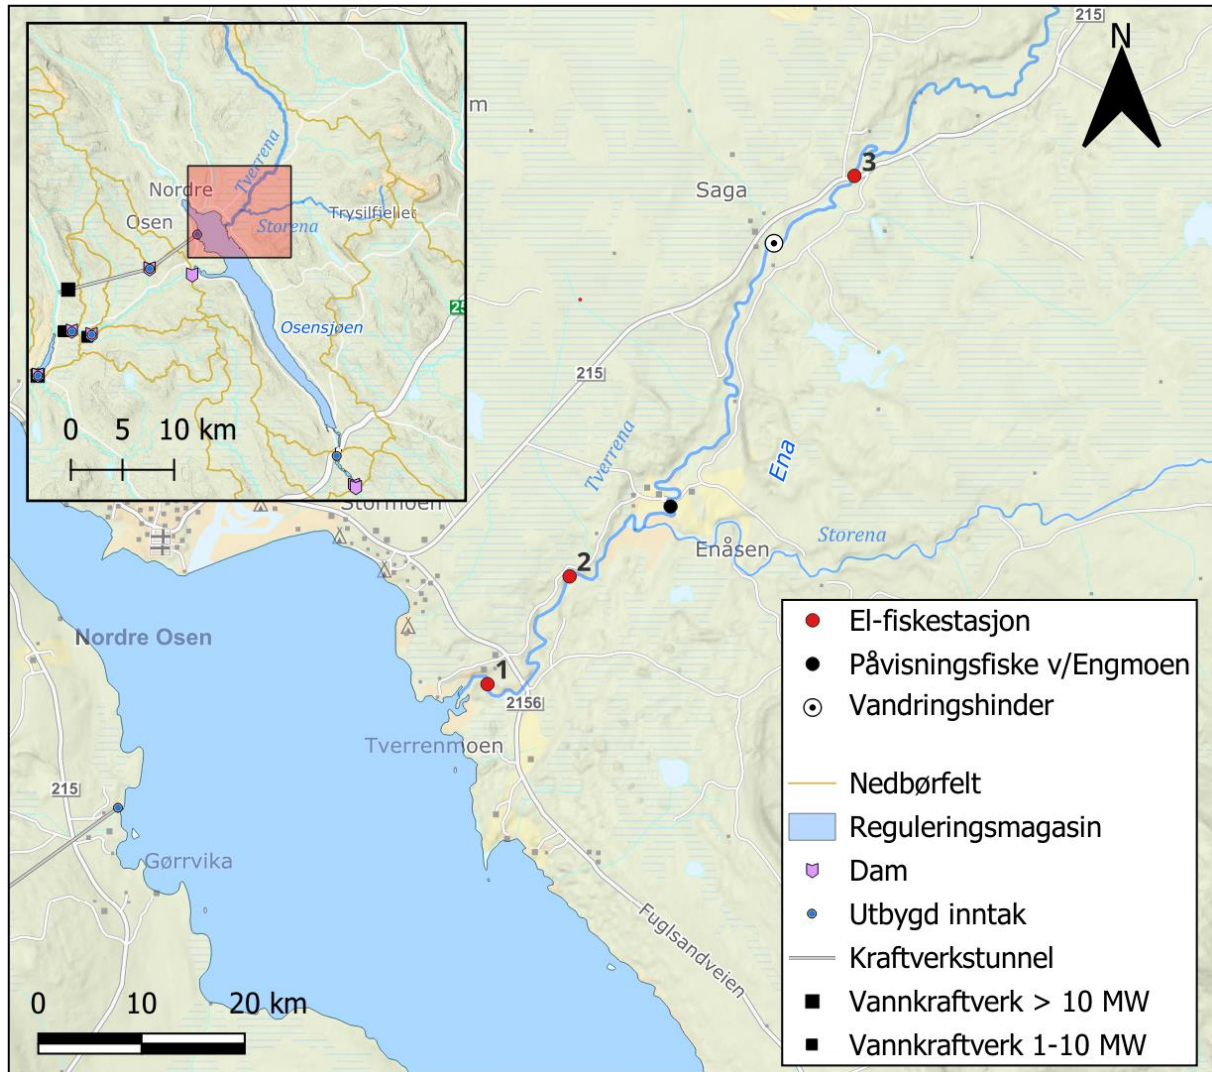 215
N
m
Nordre
Osen
Tverrena
Storena
Trysilfjellet
Osensjøen
25
0 5 10 km
3
Saga
215
Tverrena
Ena
Stormoen
Storena
Enåsen
2
Nordre Osen
1
2156
Tverrenmoen
215
Gørrvika
Fuglsandveien
0 10 20 km
El-fiskestasjon
Påvisningsfiske v/Engmoen
Vandringshinder
Nedbørfelt
Reguleringsmagasin
Dam
Utbygd inntak
Kraftverkstunnel
Vannkraftverk > 10 MW
Vannkraftverk 1-10 MW